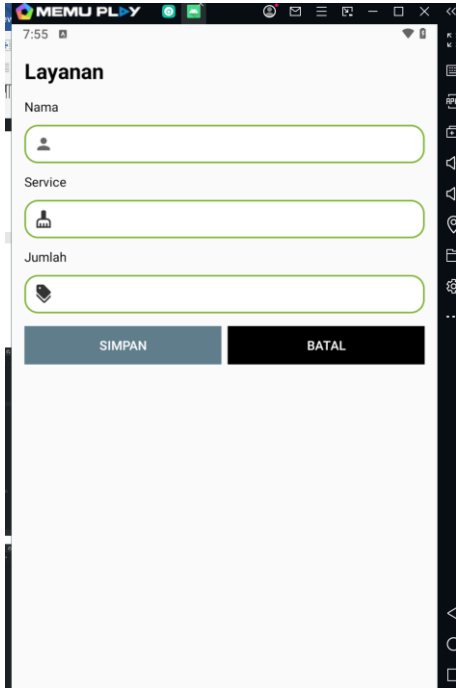 MEMU PLAY
7:55
Layanan
Nama
Service
Jumlah
SIMPAN
BATAL